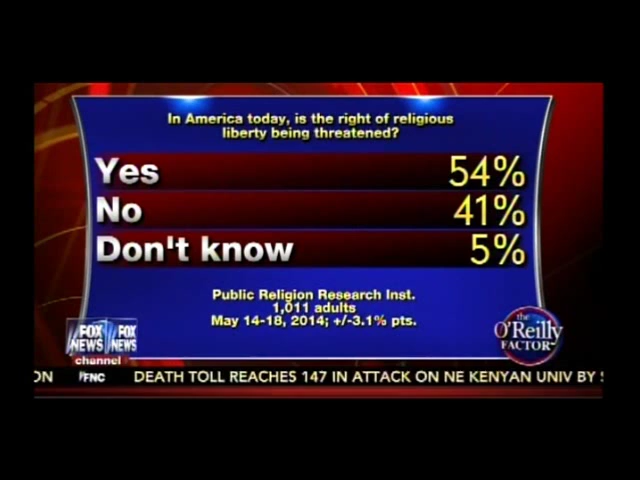 In America today, is the right of religious
liberty being threatened?
Yes 54%
No 41%
Don't know 5%
Public Religion Research Inst.
1,011 adults
May 14-18, 2014; +/-3.1% pts.
FOX NEWS FOX NEWS
channel
the
O'Reilly
FACTOR
ON FNC DEATH TOLL REACHES 147 IN ATTACK ON NE KENYAN UNIV BY